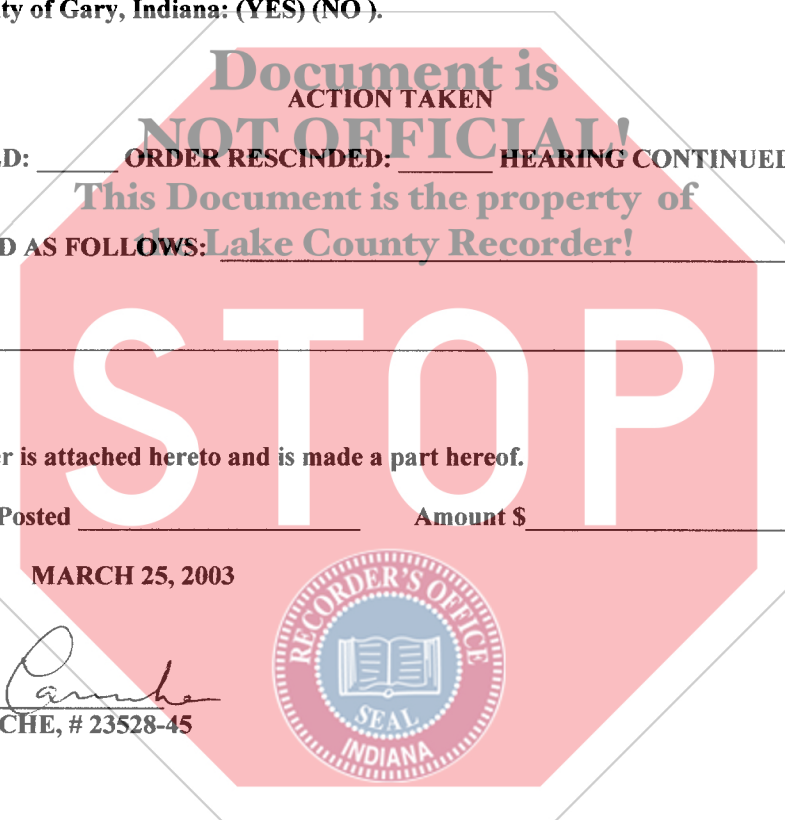 ty of Gary, Indiana: (YES) (NO ).
Document is
ACTION TAKEN
NOT OFFICIAL!
D: ______ ORDER RESCINDED: ______ HEARING CONTINUED
This Document is the property of
the Lake County Recorder!
D AS FOLLOWS:
STOP
r is attached hereto and is made a part hereof.
Posted ____________ Amount $____________
MARCH 25, 2003
RECORDER'S OFFICE
SEAL
INDIANA
CHE, # 23528-45